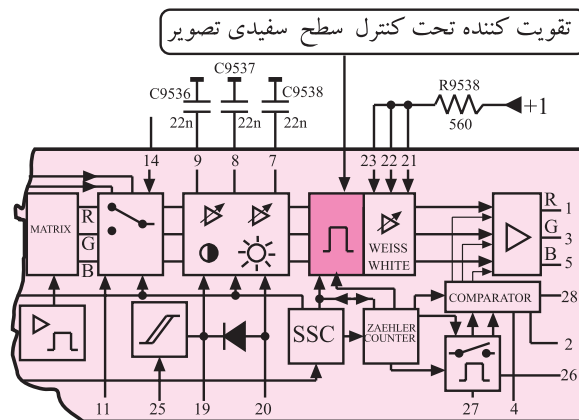 تقویت کننده تحت کنترل سطح سفیدی تصویر
C9536
C9537
C9538
22n
22n
22n
R9538
560
+1
14
9
8
7
23
22
21
MATRIX
R
G
B
WEISS
WHITE
R
G
B
1
3
5
COMPARATOR
28
SSC
ZAEHLER
COUNTER
2
26
11
25
19
20
27
4